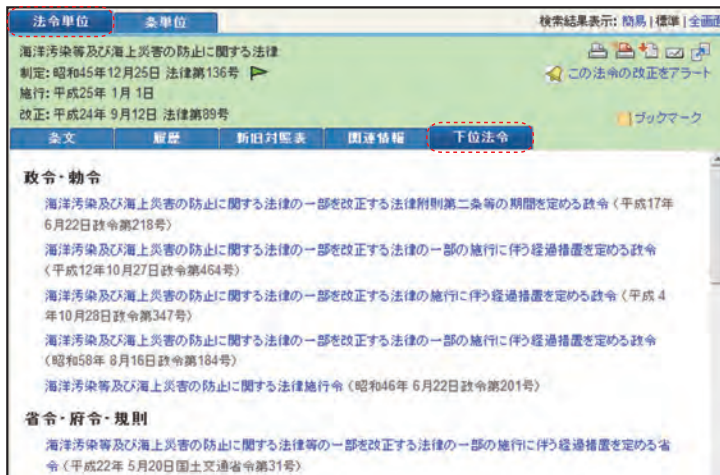 法令単位 条単位 検索結果表示: 簡易 | 標準 | 全画面
海洋汚染等及び海上災害の防止に関する法律
制定: 昭和45年12月25日 法律第136号
この法令の改正をアラート
施行: 平成25年 1月 1日
改正: 平成24年 9月12日 法律第89号
ブックマーク
条文 履歴 新旧対照表 関連情報 下位法令
政令・勅令
海洋汚染及び海上災害の防止に関する法律の一部を改正する法律附則第二条等の期間を定める政令〈平成17年
6月22日政令第218号〉
海洋汚染及び海上災害の防止に関する法律の一部を改正する法律の一部の施行に伴う経過措置を定める政令
〈平成12年10月27日政令第464号〉
海洋汚染及び海上災害の防止に関する法律の一部を改正する法律の施行に伴う経過措置を定める政令〈平成 4
年10月28日政令第347号〉
海洋汚染及び海上災害の防止に関する法律の一部を改正する法律の一部の施行に伴う経過措置を定める政令
〈昭和58年 8月16日政令第184号〉
海洋汚染等及び海上災害の防止に関する法律施行令〈昭和46年 6月22日政令第201号〉
省令・府令・規則
海洋汚染等及び海上災害の防止に関する法律等の一部を改正する法律の一部の施行に伴う経過措置を定める省
令〈平成22年 5月20日国土交通省令第31号〉